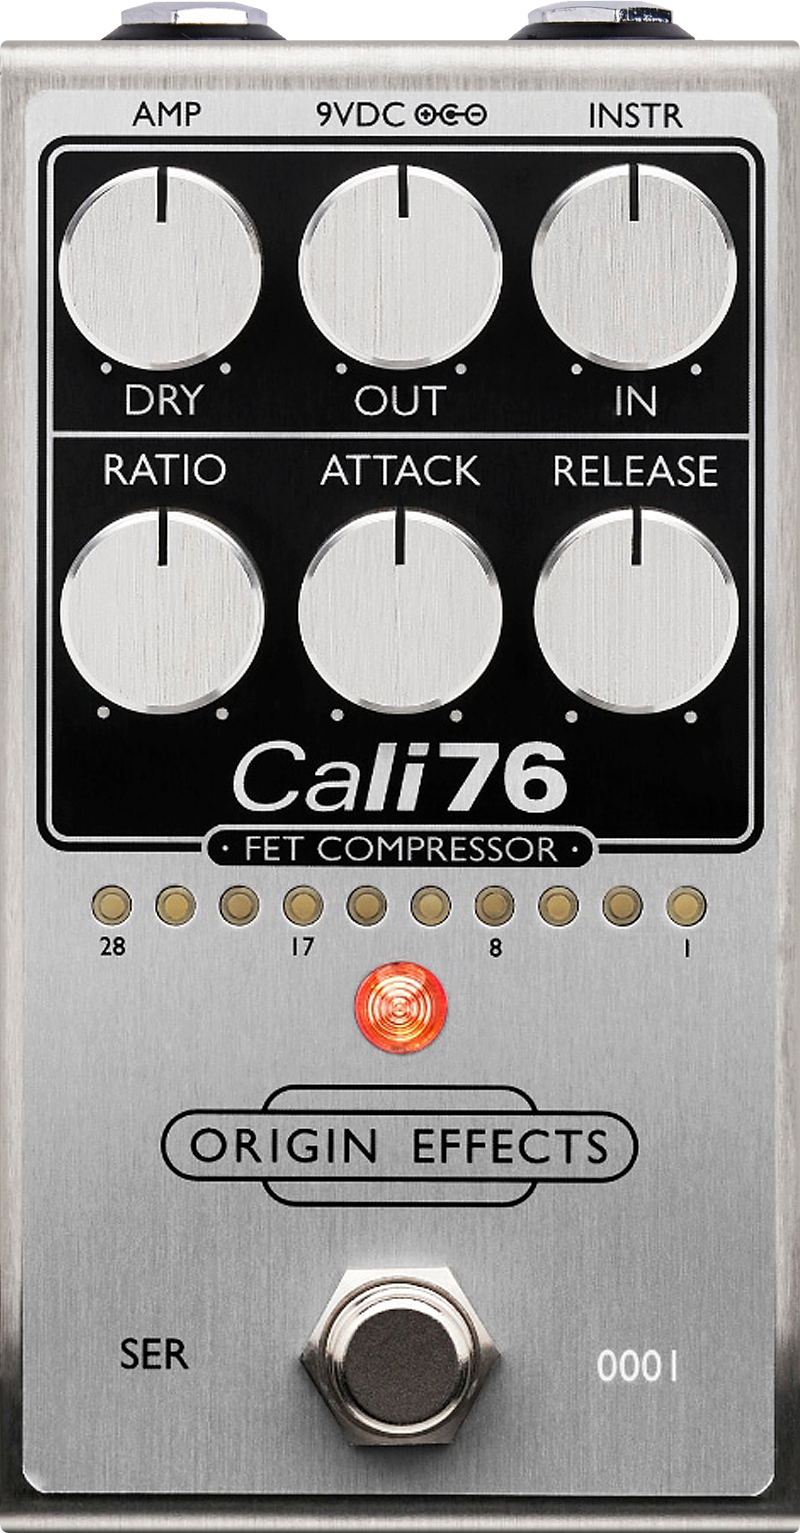 AMP 9VDC INSTR
DRY OUT IN
RATIO ATTACK RELEASE
Cali76
· FET COMPRESSOR ·
28 17 8 1
ORIGIN EFFECTS
SER 0001